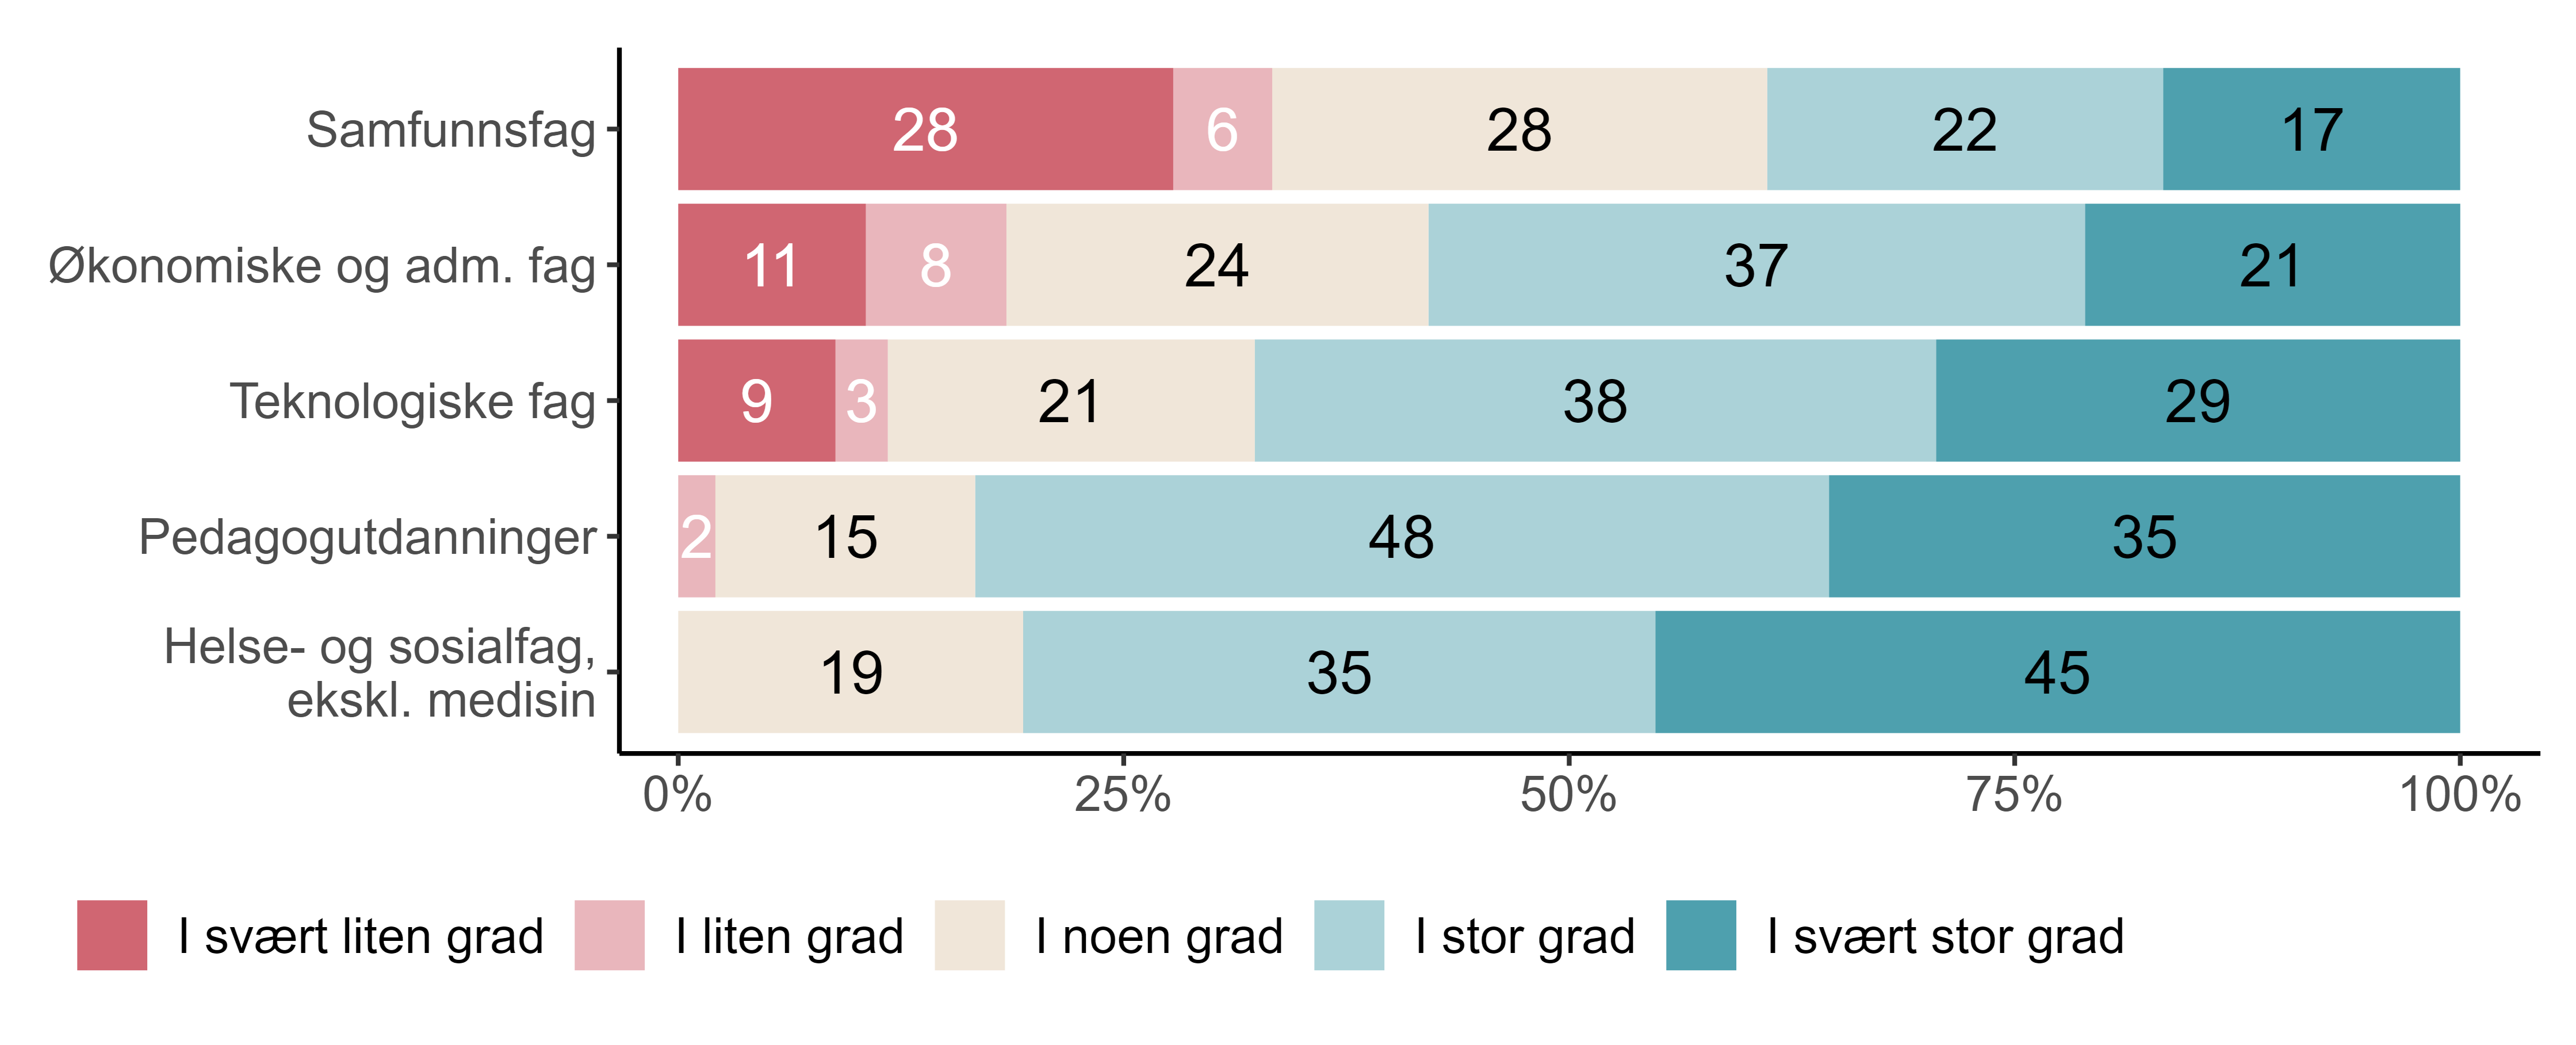 Samfunnsfag 28 6 28 22 17
Økonomiske og adm. fag 11 8 24 37 21
Teknologiske fag 9 3 21 38 29
Pedagogutdanninger 2 15 48 35
Helse- og sosialfag,
ekskl. medisin 19 35 45
0% 25% 50% 75% 100%
I svært liten grad I liten grad I noen grad I stor grad I svært stor grad